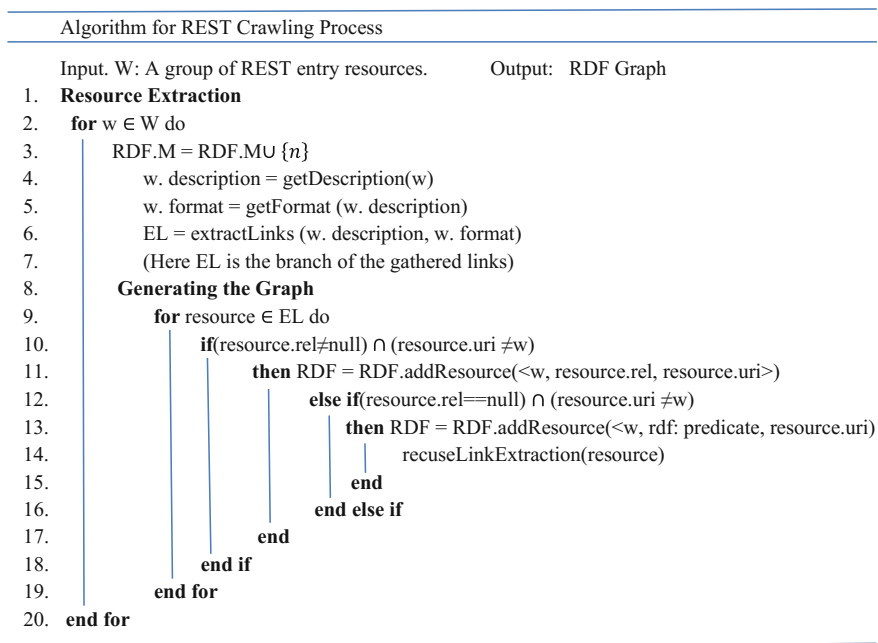 Algorithm for REST Crawling Process
Input. W: A group of REST entry resources. Output: RDF Graph
1. Resource Extraction
2. for w ∈ W do
3. RDF.M = RDF.M∪ {n}
4. w. description = getDescription(w)
5. w. format = getFormat (w. description)
6. EL = extractLinks (w. description, w. format)
7. (Here EL is the branch of the gathered links)
8. Generating the Graph
9. for resource ∈ EL do
10. if(resource.rel≠null) ∩ (resource.uri ≠w)
11. then RDF = RDF.addResource(<w, resource.rel, resource.uri>)
12. else if(resource.rel==null) ∩ (resource.uri ≠w)
13. then RDF = RDF.addResource(<w, rdf: predicate, resource.uri)
14. recuseLinkExtraction(resource)
15. end
16. end else if
17. end
18. end if
19. end for
20. end for